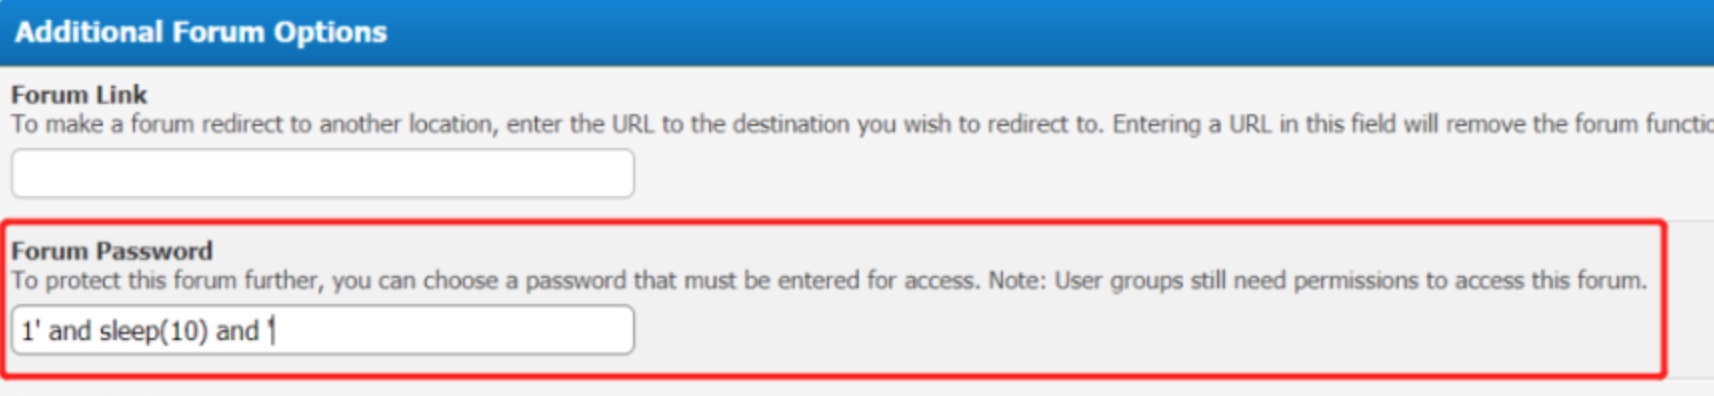 Additional Forum Options
Forum Link
To make a forum redirect to another location, enter the URL to the destination you wish to redirect to. Entering a URL in this field will remove the forum functio
Forum Password
To protect this forum further, you can choose a password that must be entered for access. Note: User groups still need permissions to access this forum.
1' and sleep(10) and '